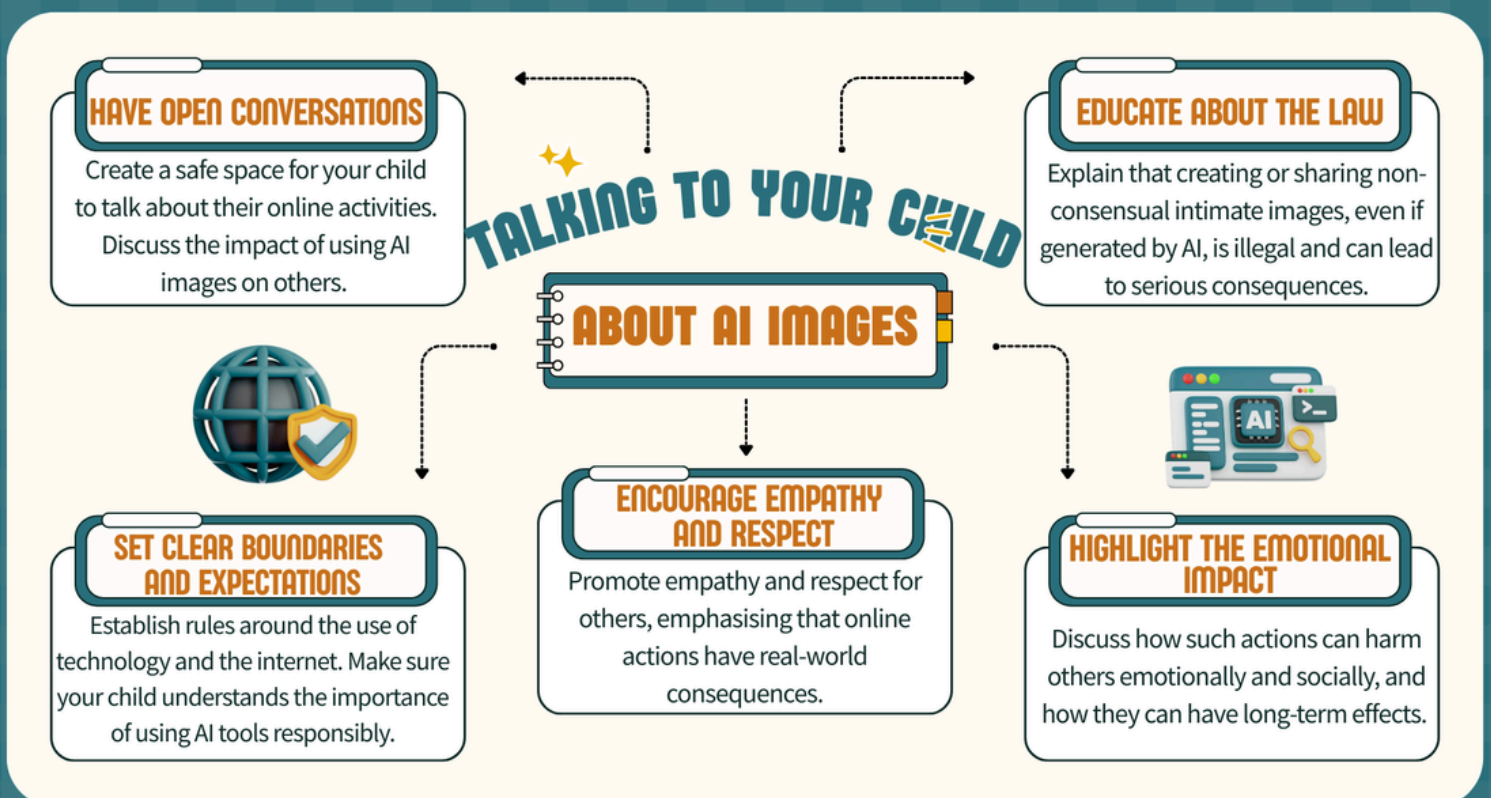 TALKING TO YOUR CHILD
ABOUT AI IMAGES
HAVE OPEN CONVERSATIONS
Create a safe space for your child
to talk about their online activities.
Discuss the impact of using AI
images on others.
EDUCATE ABOUT THE LAW
Explain that creating or sharing non-
consensual intimate images, even if
generated by AI, is illegal and can lead
to serious consequences.
SET CLEAR BOUNDARIES
AND EXPECTATIONS
Establish rules around the use of
technology and the internet. Make sure
your child understands the importance
of using AI tools responsibly.
ENCOURAGE EMPATHY
AND RESPECT
Promote empathy and respect for
others, emphasising that online
actions have real-world
consequences.
AI
>_
HIGHLIGHT THE EMOTIONAL
IMPACT
Discuss how such actions can harm
others emotionally and socially, and
how they can have long-term effects.